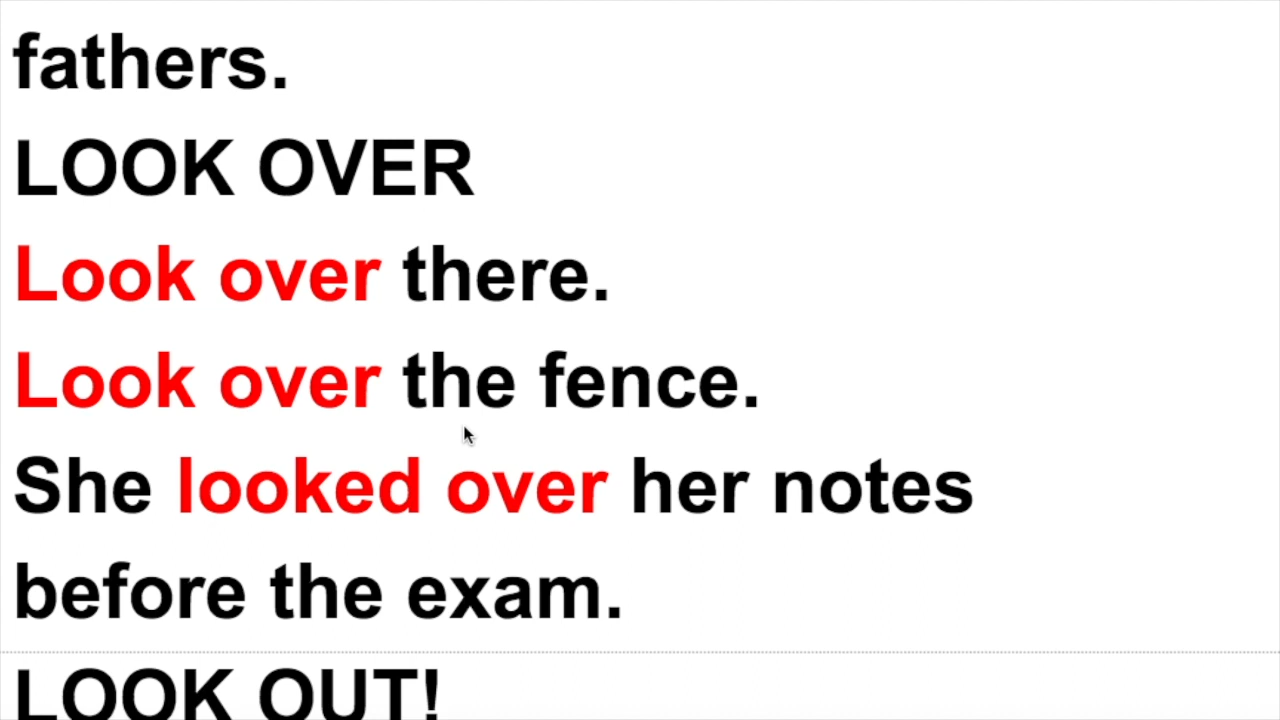 fathers.
LOOK OVER
Look over there.
Look over the fence.
She looked over her notes
before the exam.
LOOK OUT!